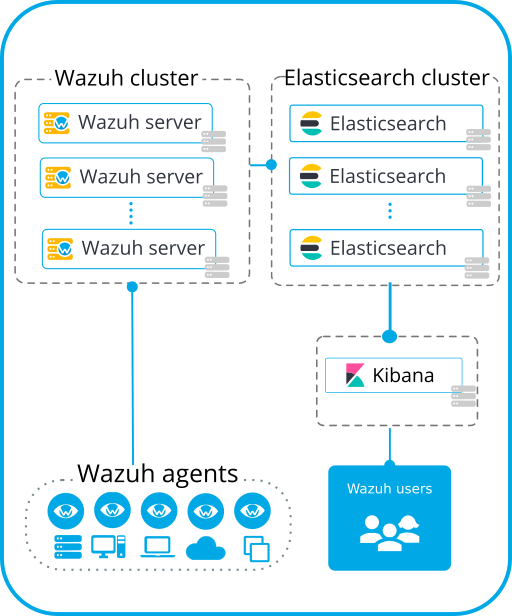 Wazuh cluster
Wazuh server
Wazuh server
Wazuh server
Elasticsearch cluster
Elasticsearch
Elasticsearch
Elasticsearch
Kibana
Wazuh agents
Wazuh users